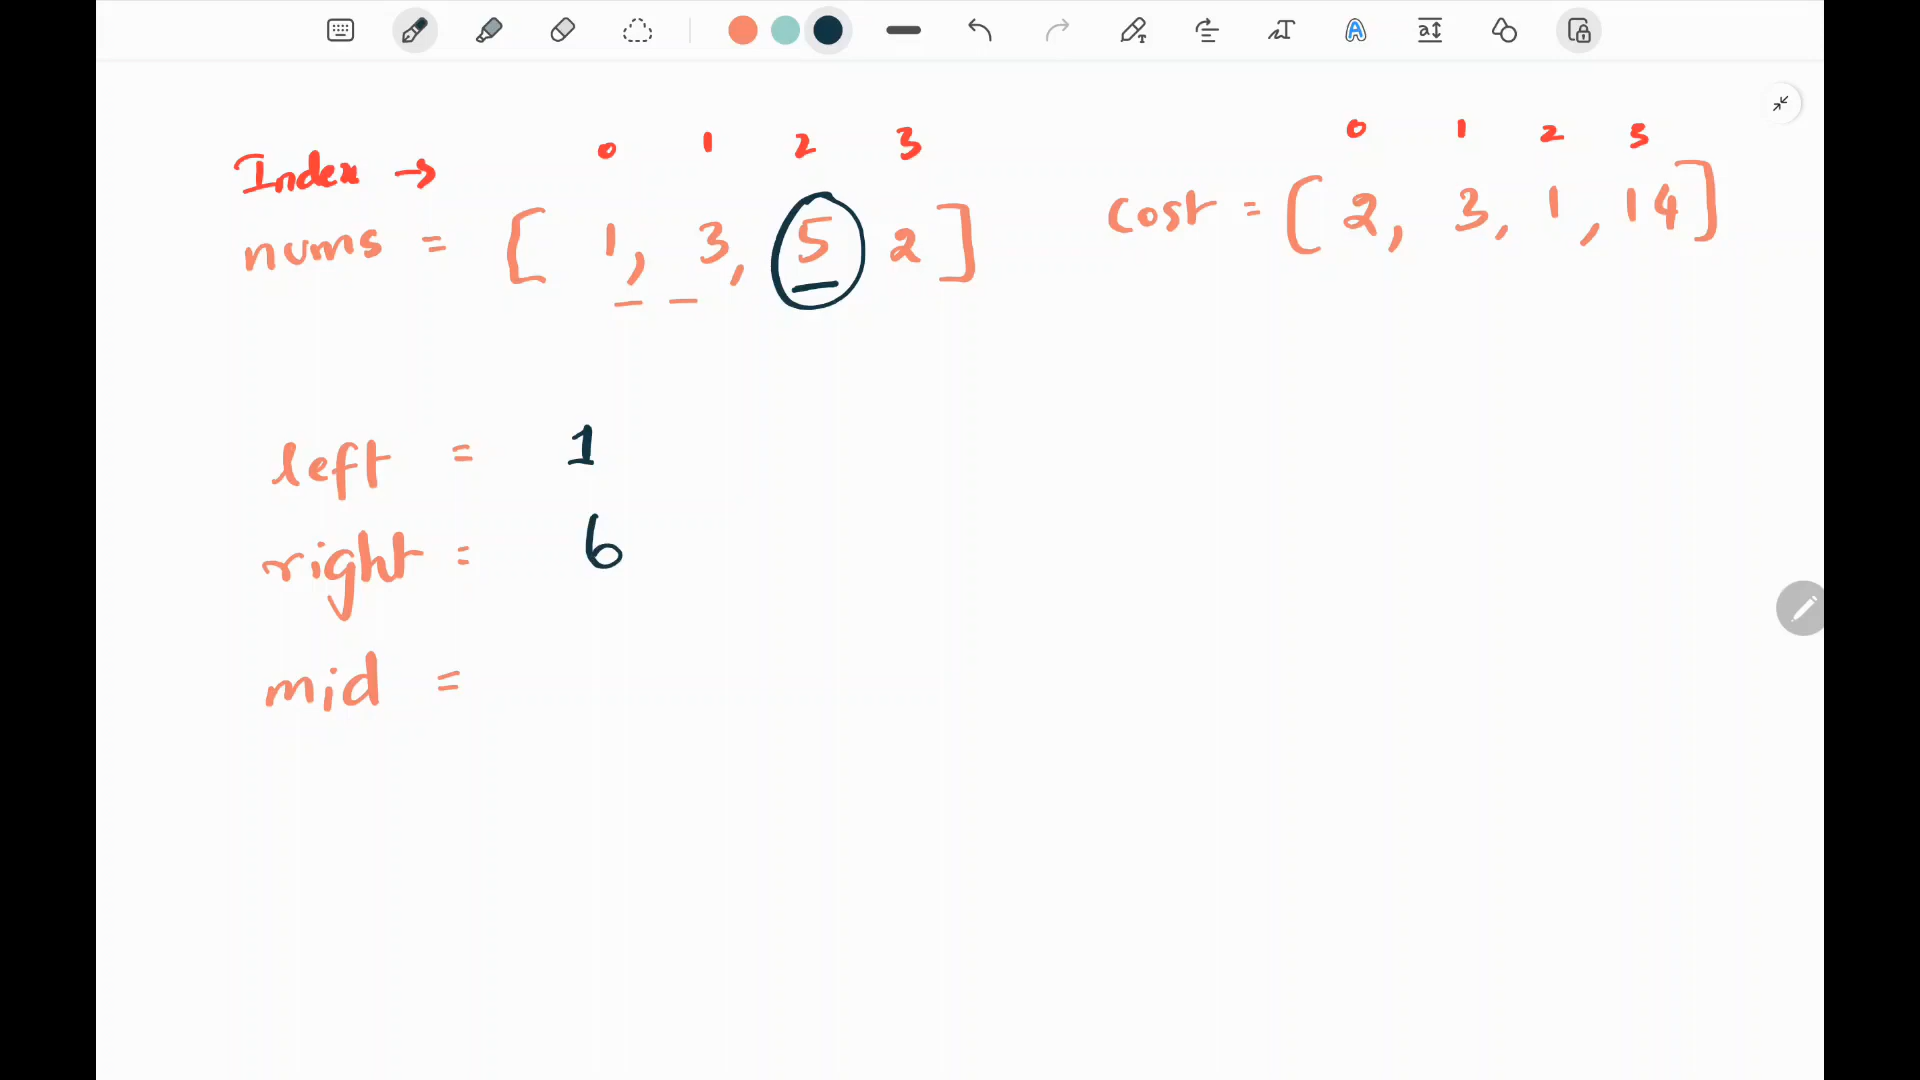 Index → 0 1 2 3
nums = [ 1, 3, 5 2 ]
0 1 2 3
cost = [ 2, 3, 1, 14 ]
left = 1
right = 6
mid =